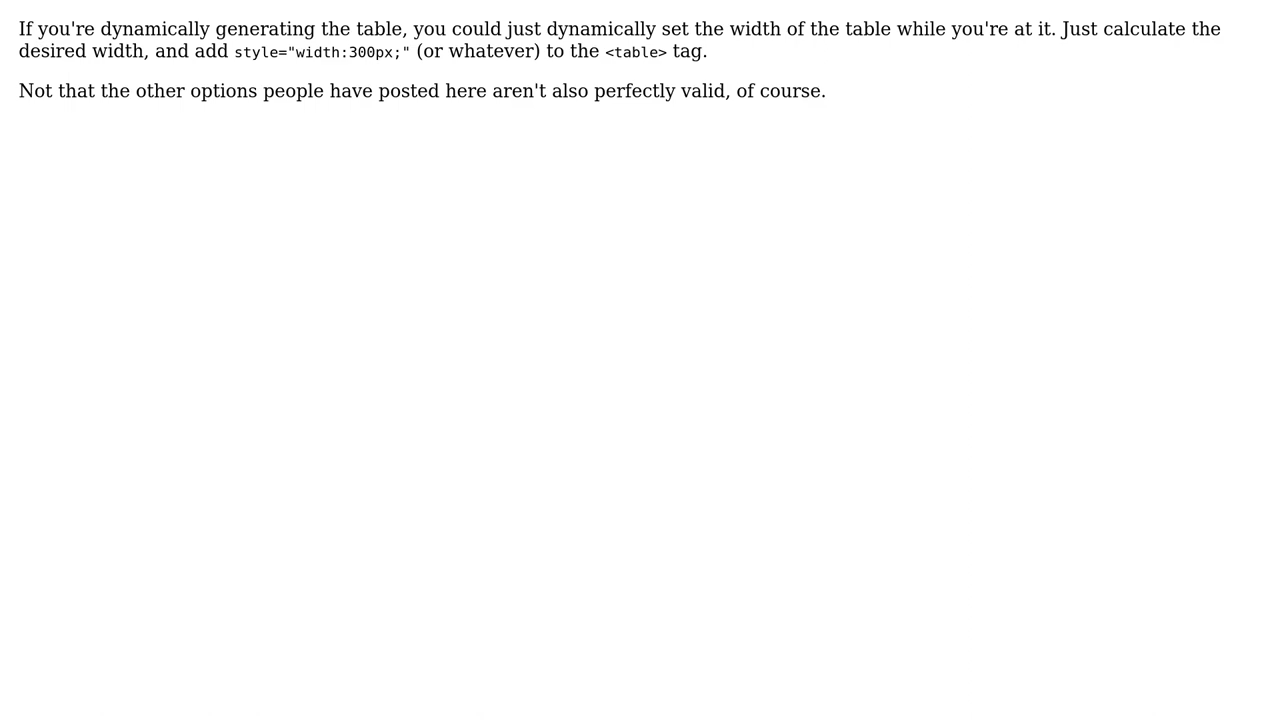 If you're dynamically generating the table, you could just dynamically set the width of the table while you're at it. Just calculate the
desired width, and add style="width:300px;" (or whatever) to the <table> tag.
Not that the other options people have posted here aren't also perfectly valid, of course.